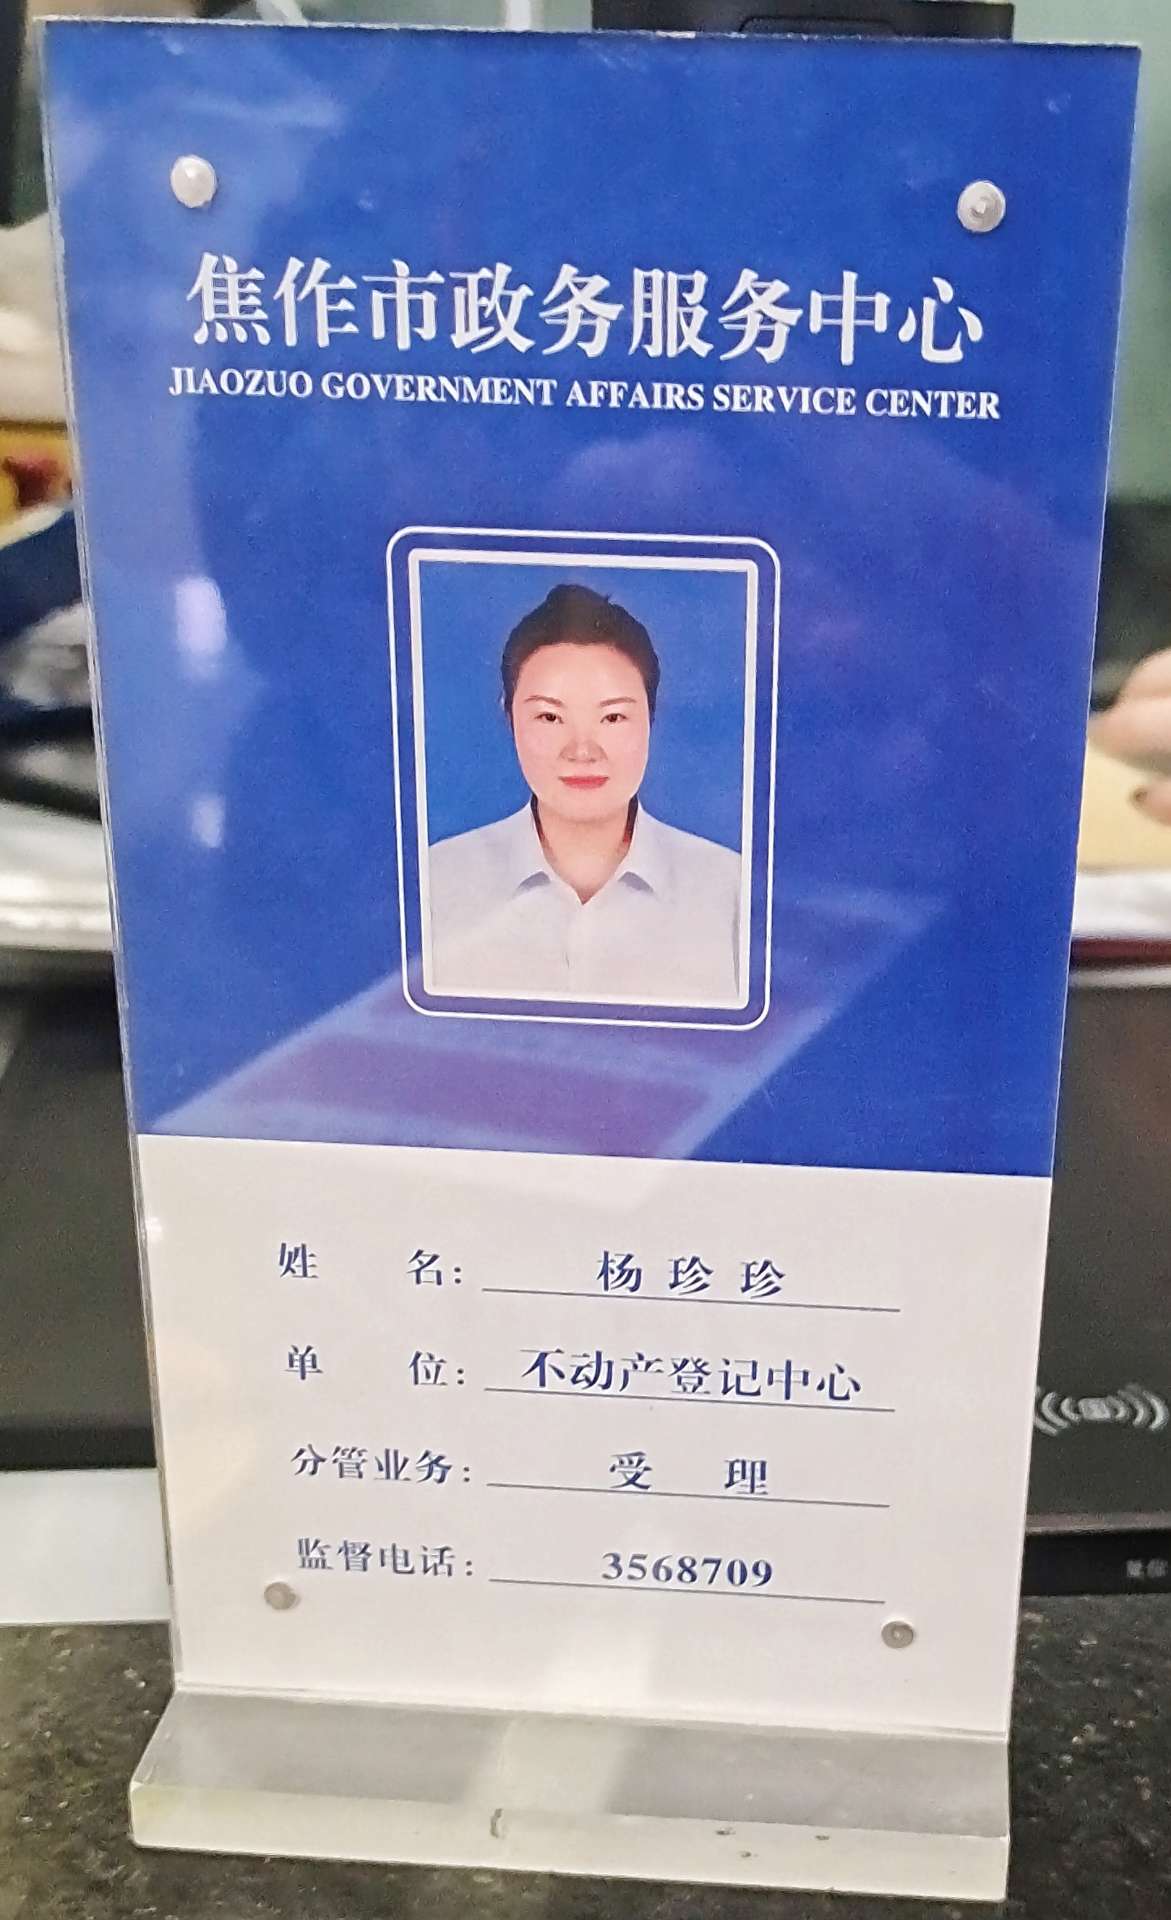 焦作市政务服务中心
JIAOZUO GOVERNMENT AFFAIRS SERVICE CENTER
姓 名: 杨珍珍
单 位: 不动产登记中心
分管业务: 受 理
监督电话: 3568709